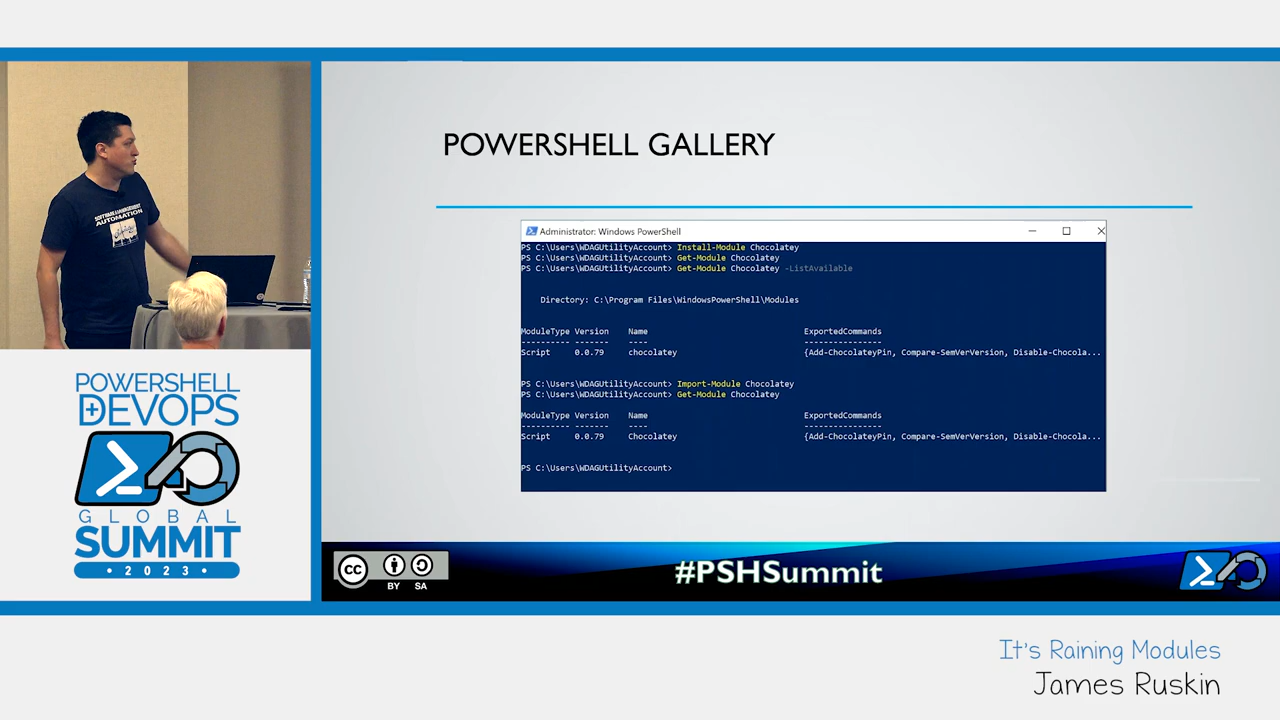 POWERSHELL GALLERY
Administrator: Windows PowerShell
PS C:\Users\WDAGUtilityAccount> Install-Module Chocolatey
PS C:\Users\WDAGUtilityAccount> Get-Module Chocolatey
PS C:\Users\WDAGUtilityAccount> Get-Module Chocolatey -ListAvailable
Directory: C:\Program Files\WindowsPowerShell\Modules
ModuleType Version Name ExportedCommands
---------- ------- ---- ----------------
Script 0.0.79 chocolatey {Add-ChocolateyPin, Compare-SemVerVersion, Disable-Chocola...
PS C:\Users\WDAGUtilityAccount> Import-Module Chocolatey
PS C:\Users\WDAGUtilityAccount> Get-Module Chocolatey
ModuleType Version Name ExportedCommands
---------- ------- ---- ----------------
Script 0.0.79 Chocolatey {Add-ChocolateyPin, Compare-SemVerVersion, Disable-Chocola...
PS C:\Users\WDAGUtilityAccount>
AUTOMATION
POWERSHELL
+DEVOPS
GLOBAL
SUMMIT
• 2023 •
CC BY SA
#PSHSummit
It's Raining Modules
James Ruskin